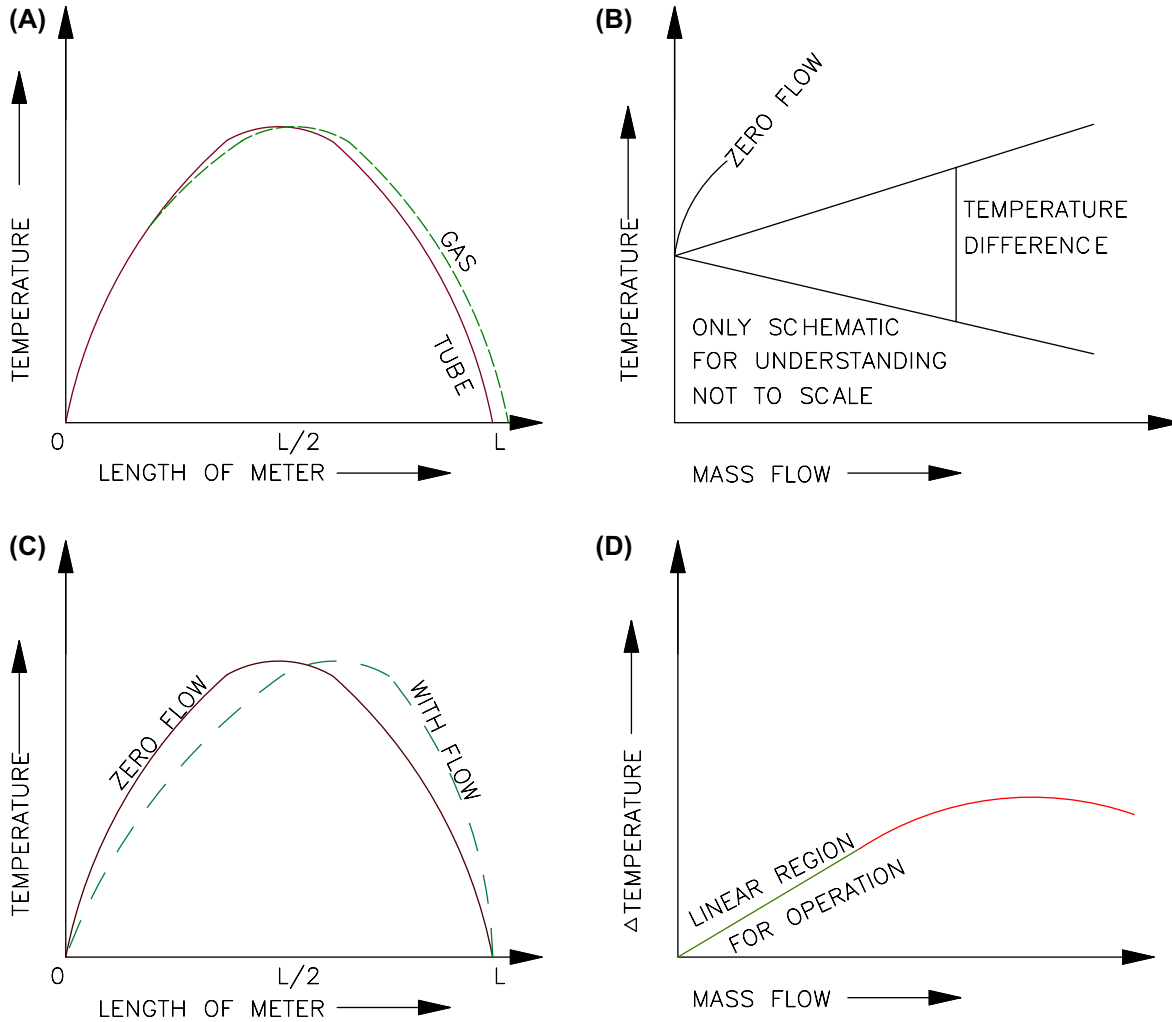 (A)
TEMPERATURE
GAS
TUBE
0
L/2
L
LENGTH OF METER
(B)
TEMPERATURE
ZERO FLOW
TEMPERATURE
DIFFERENCE
ONLY SCHEMATIC
FOR UNDERSTANDING
NOT TO SCALE
MASS FLOW
(C)
TEMPERATURE
ZERO FLOW
WITH FLOW
0
L/2
L
LENGTH OF METER
(D)
△TEMPERATURE
LINEAR REGION
FOR OPERATION
MASS FLOW